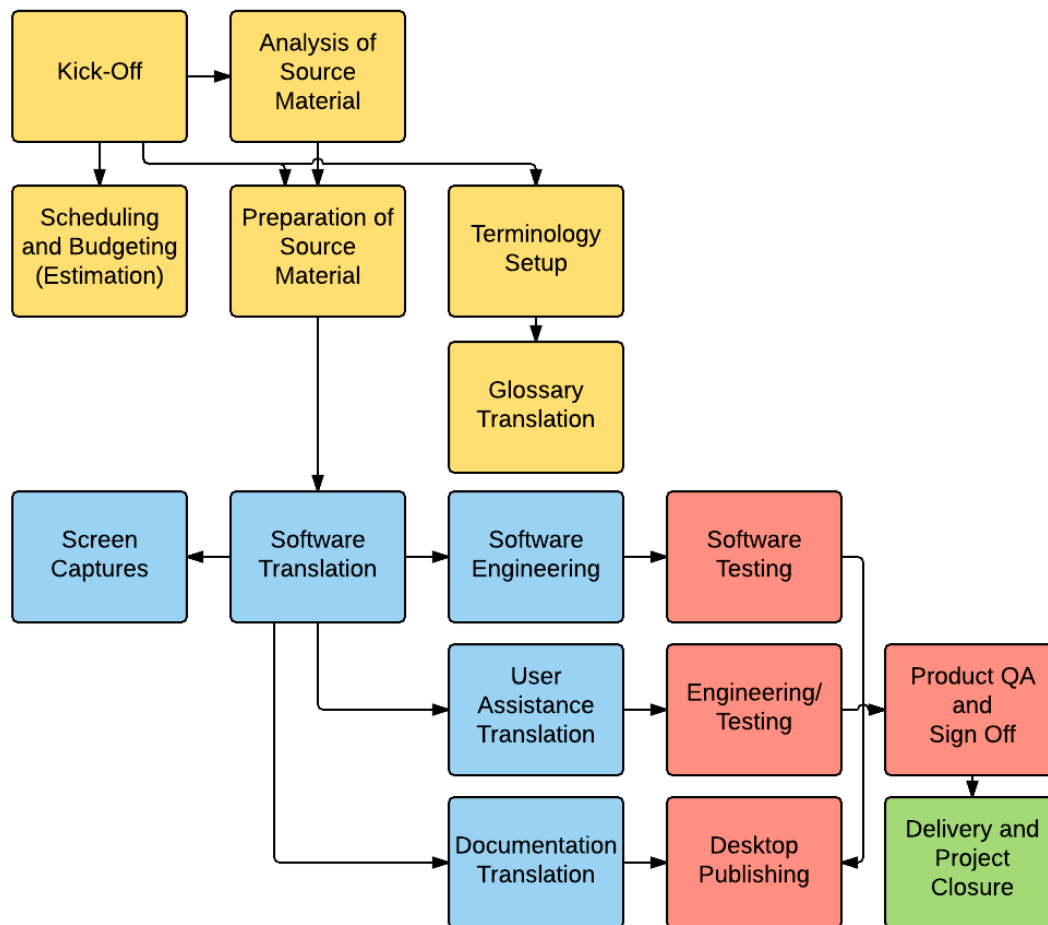 Kick-Off
Analysis of
Source
Material
Scheduling
and Budgeting
(Estimation)
Preparation of
Source
Material
Terminology
Setup
Glossary
Translation
Screen
Captures
Software
Translation
Software
Engineering
Software
Testing
User
Assistance
Translation
Engineering/
Testing
Product QA
and
Sign Off
Documentation
Translation
Desktop
Publishing
Delivery and
Project
Closure